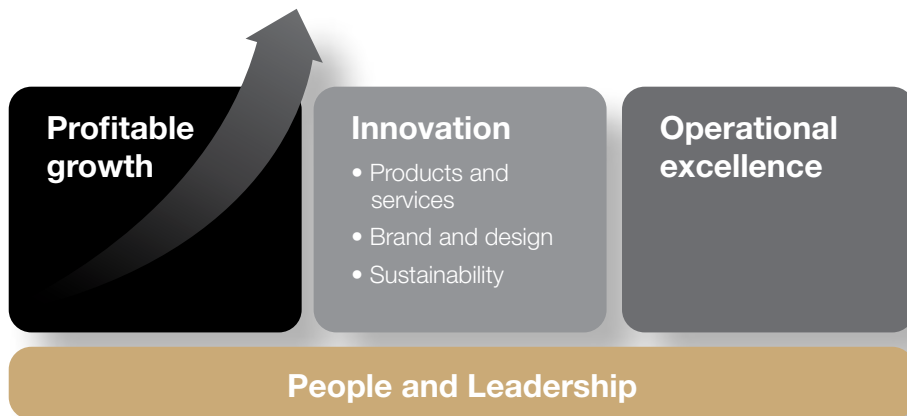 Profitable
growth
Innovation
• Products and
services
• Brand and design
• Sustainability
Operational
excellence
People and Leadership